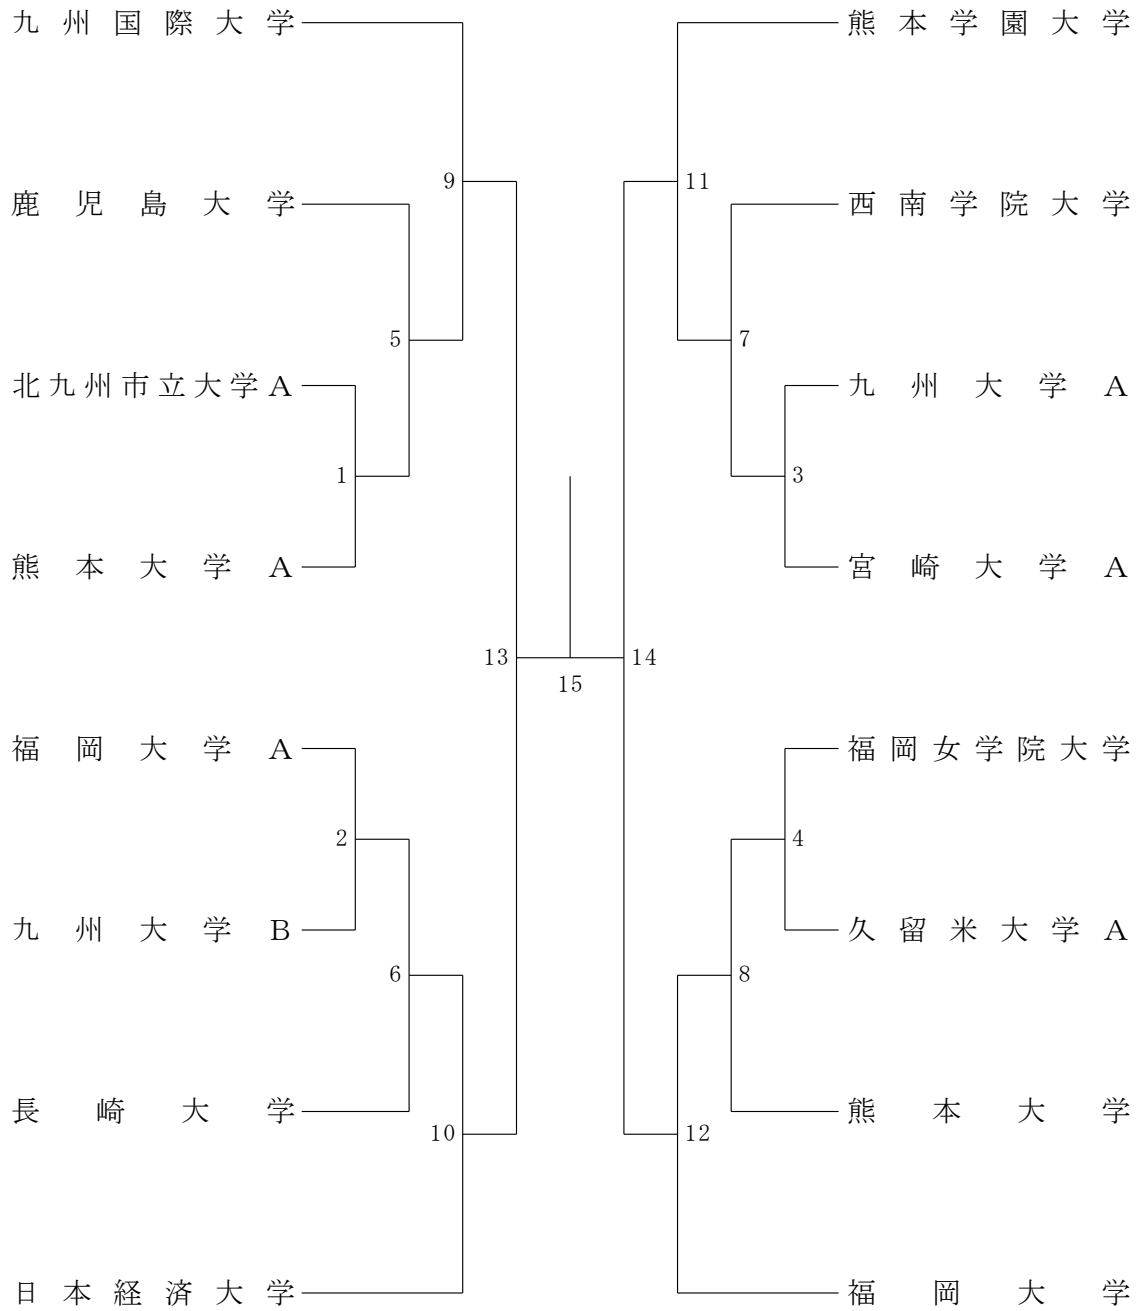 九州国際大学
熊本学園大学
9
11
鹿児島大学
西南学院大学
5
7
北九州市立大学A
九州大学A
1
3
熊本大学A
宮崎大学A
13
14
15
福岡大学A
福岡女学院大学
2
4
九州大学B
久留米大学A
6
8
長崎大学
熊本大学
10
12
日本経済大学
福岡大学